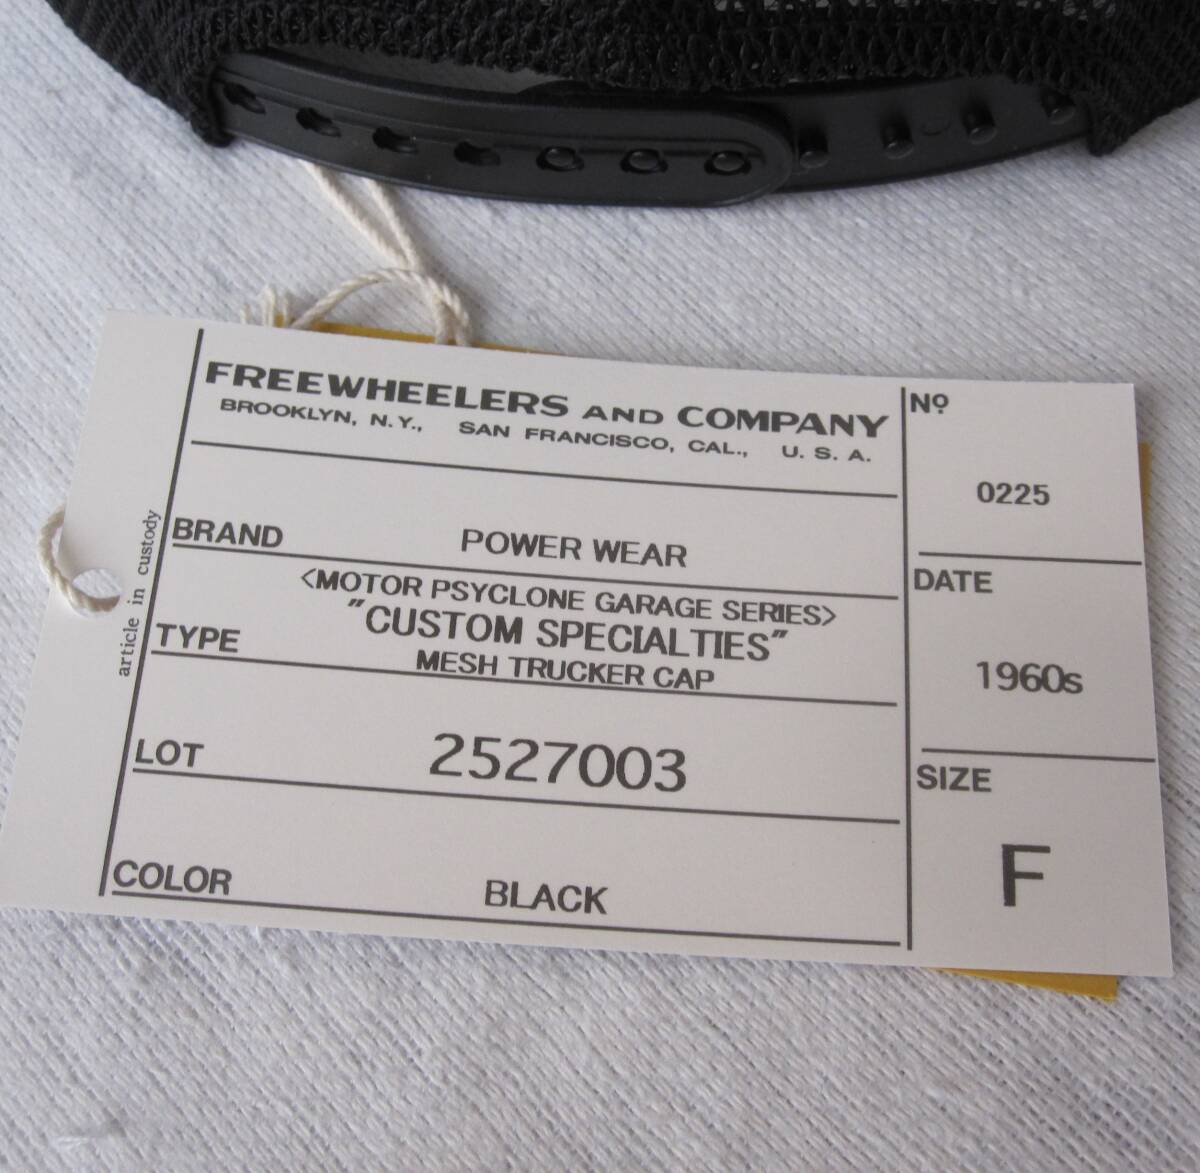 FREEWHEELERS AND COMPANY
BROOKLYN, N.Y., SAN FRANCISCO, CAL., U. S. A.
BRAND POWER WEAR
<MOTOR PSYCLONE GARAGE SERIES>
"CUSTOM SPECIALTIES"
TYPE MESH TRUCKER CAP
LOT 2527003
COLOR BLACK
Nº
0225
DATE
1960s
SIZE
F
article in custody